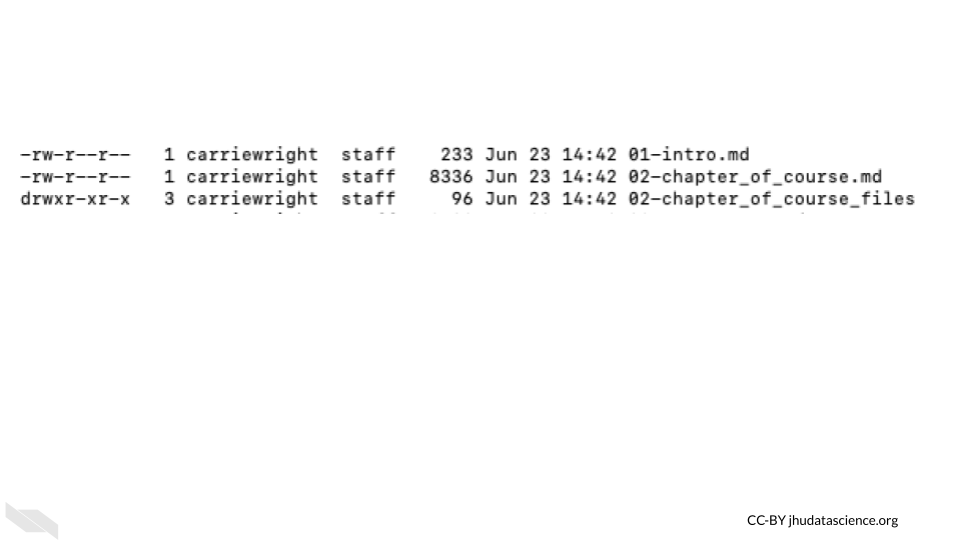 -rw-r--r-- 1 carriewright staff 233 Jun 23 14:42 01-intro.md
-rw-r--r-- 1 carriewright staff 8336 Jun 23 14:42 02-chapter_of_course.md
drwxr-xr-x 3 carriewright staff 96 Jun 23 14:42 02-chapter_of_course_files
CC-BY jhudatascience.org